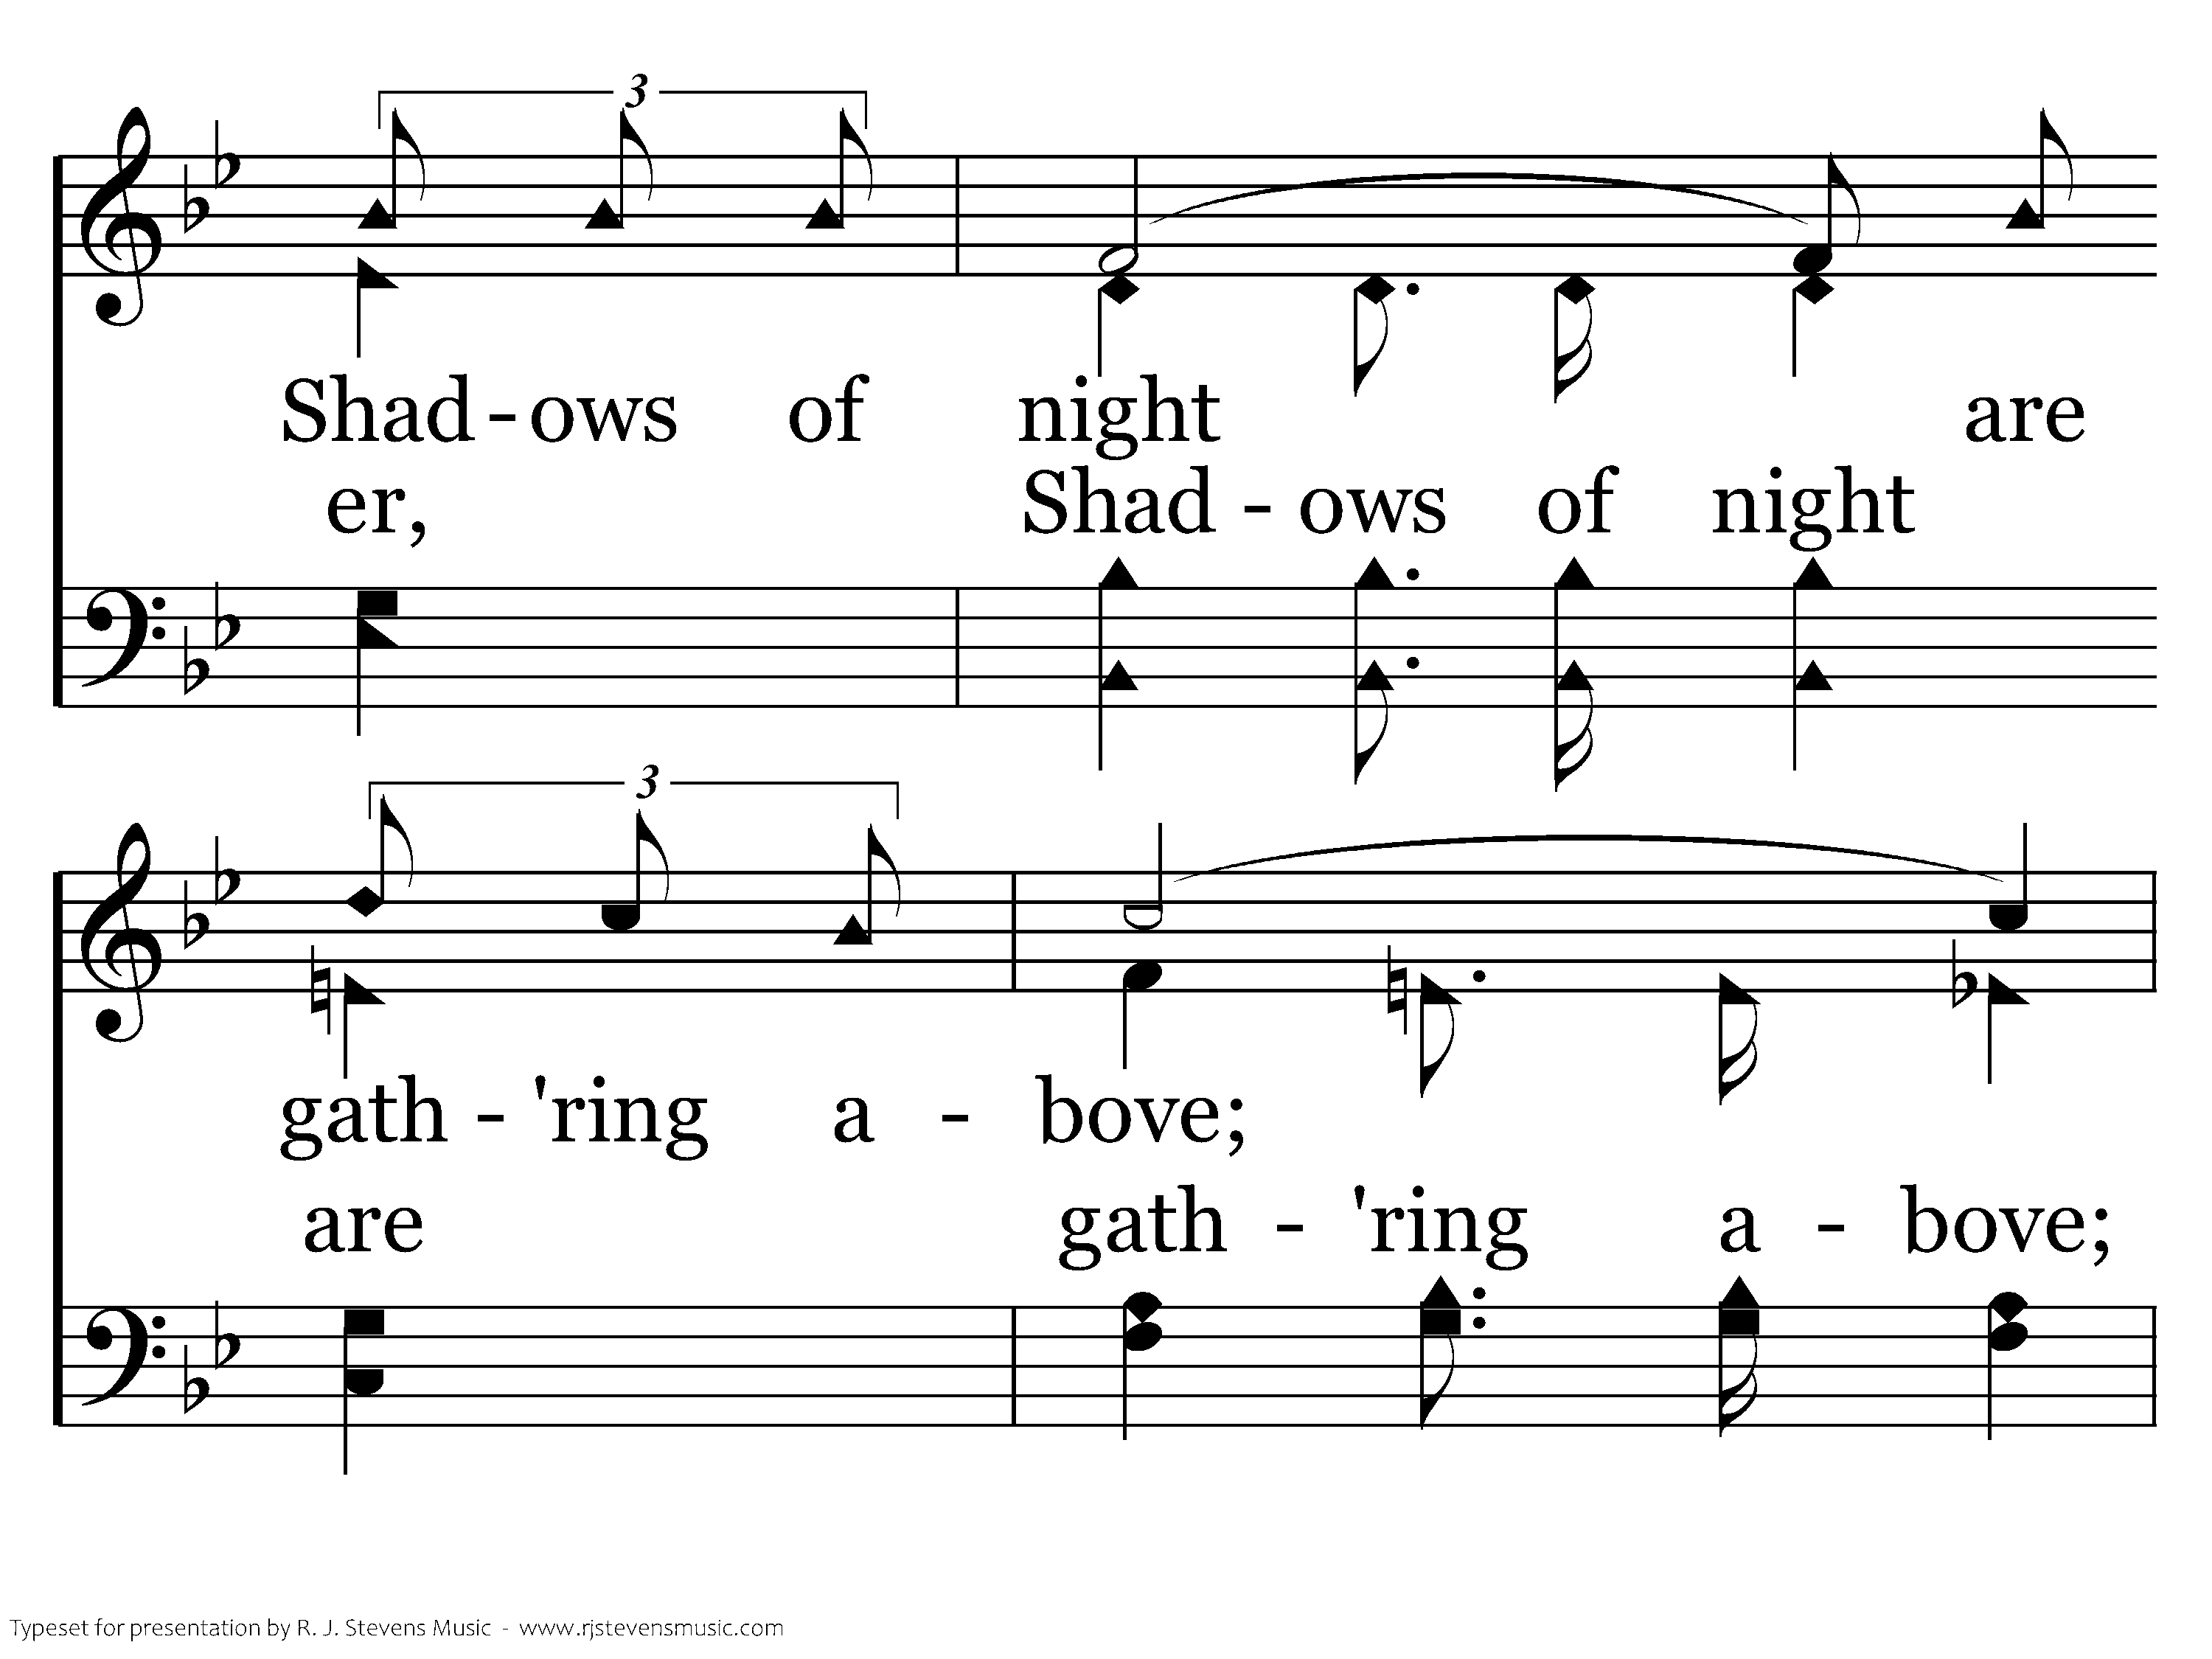 3
Shad - ows of night are
er, Shad - ows of night
3
gath - 'ring a - bove;
are gath - 'ring a - bove;
Typeset for presentation by R. J. Stevens Music - www.rjstevensmusic.com